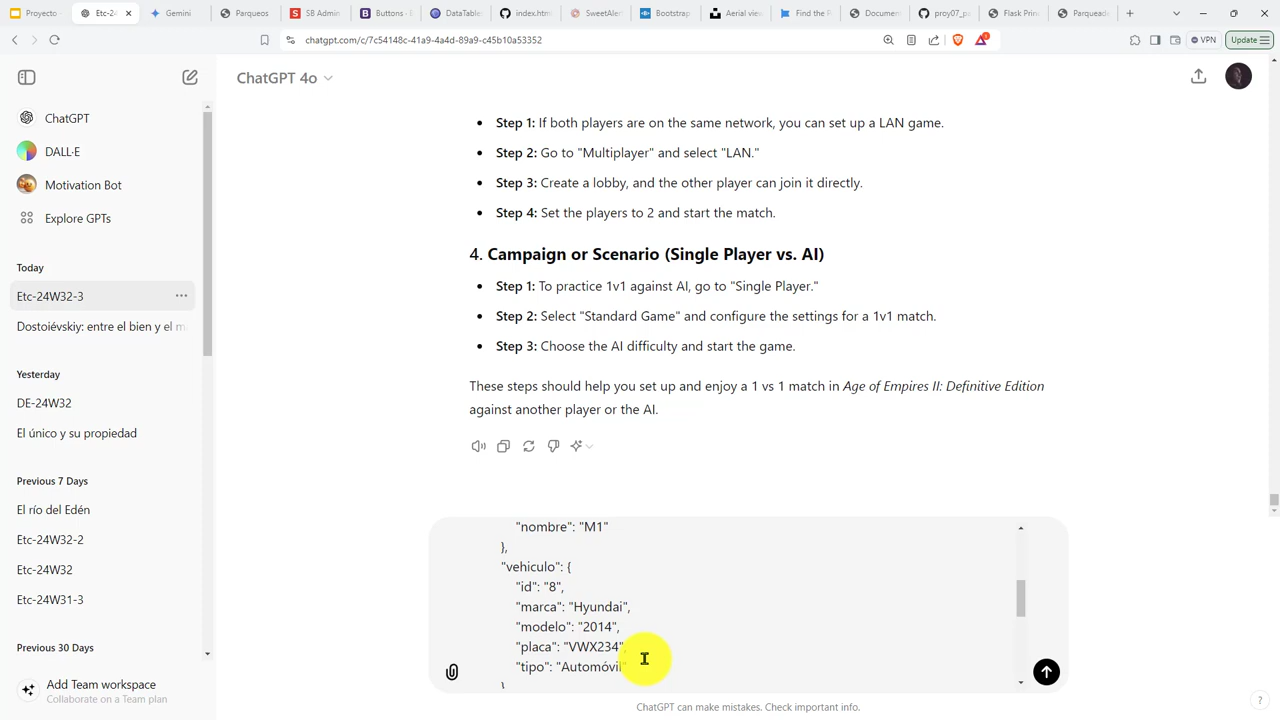 Proyecto
Etc-24
Gemini
Parqueos
SB Admin
Buttons
DataTable
index.htm
SweetAler
Bootstrap
Aerial view
Find the P
Documen
proy07_p
Flask Prin
Parquead
chatgpt.com/c/7c54148c-41a9-4a4d-89a9-c45b10a53352
VPN
Update
ChatGPT 4o
ChatGPT
DALL·E
Motivation Bot
Explore GPTs
Today
Etc-24W32-3
Dostoiévskiy: entre el bien y el m
Yesterday
DE-24W32
El único y su propiedad
Previous 7 Days
El río del Edén
Etc-24W32-2
Etc-24W32
Etc-24W31-3
Previous 30 Days
Add Team workspace
Collaborate on a Team plan
Step 1: If both players are on the same network, you can set up a LAN game.
Step 2: Go to "Multiplayer" and select "LAN."
Step 3: Create a lobby, and the other player can join it directly.
Step 4: Set the players to 2 and start the match.
4. Campaign or Scenario (Single Player vs. AI)
Step 1: To practice 1v1 against AI, go to "Single Player."
Step 2: Select "Standard Game" and configure the settings for a 1v1 match.
Step 3: Choose the AI difficulty and start the game.
These steps should help you set up and enjoy a 1 vs 1 match in Age of Empires II: Definitive Edition
against another player or the AI.
"nombre": "M1"
},
"vehiculo": {
"id": "8",
"marca": "Hyundai",
"modelo": "2014",
"placa": "VWX234",
"tipo": "Automóvil"
}
ChatGPT can make mistakes. Check important info.
?